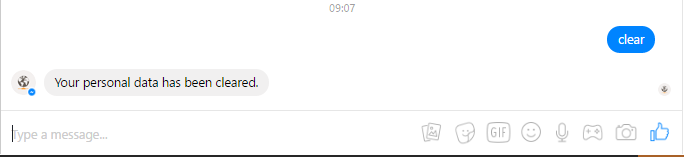 09:07
clear
Your personal data has been cleared.
Type a message...
GIF